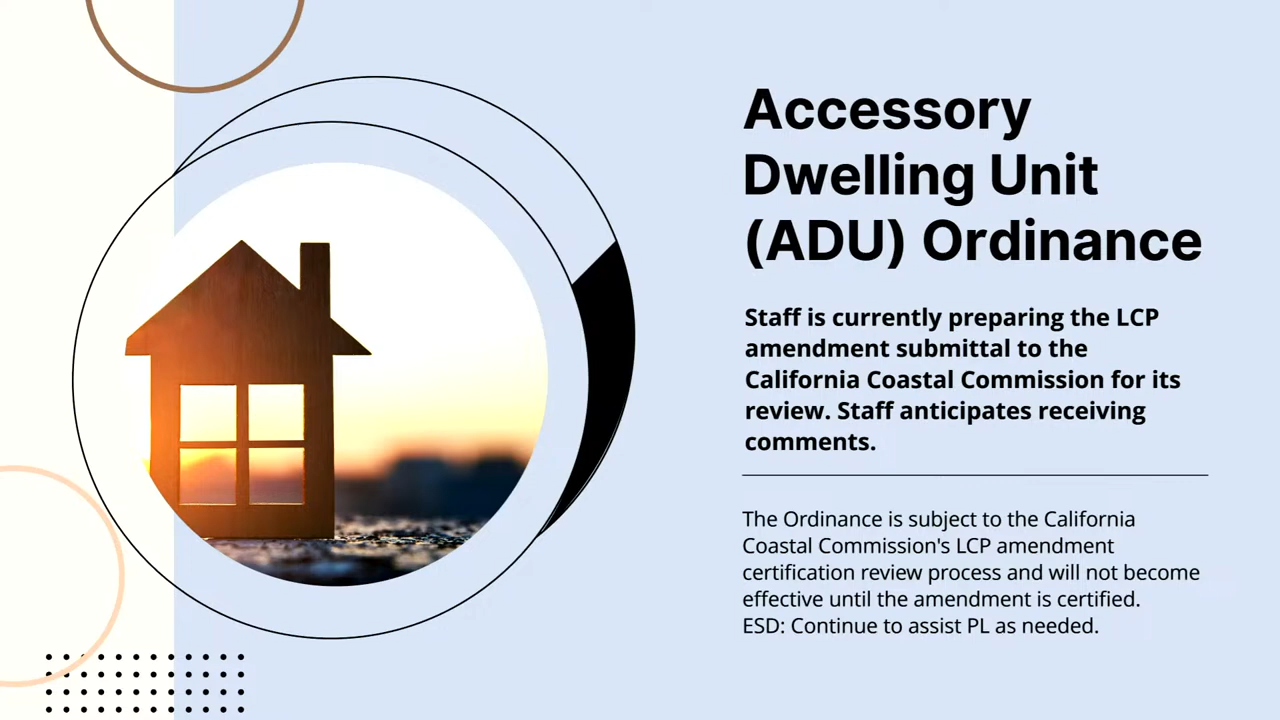 Accessory
Dwelling Unit
(ADU) Ordinance
Staff is currently preparing the LCP
amendment submittal to the
California Coastal Commission for its
review. Staff anticipates receiving
comments.
The Ordinance is subject to the California
Coastal Commission's LCP amendment
certification review process and will not become
effective until the amendment is certified.
ESD: Continue to assist PL as needed.